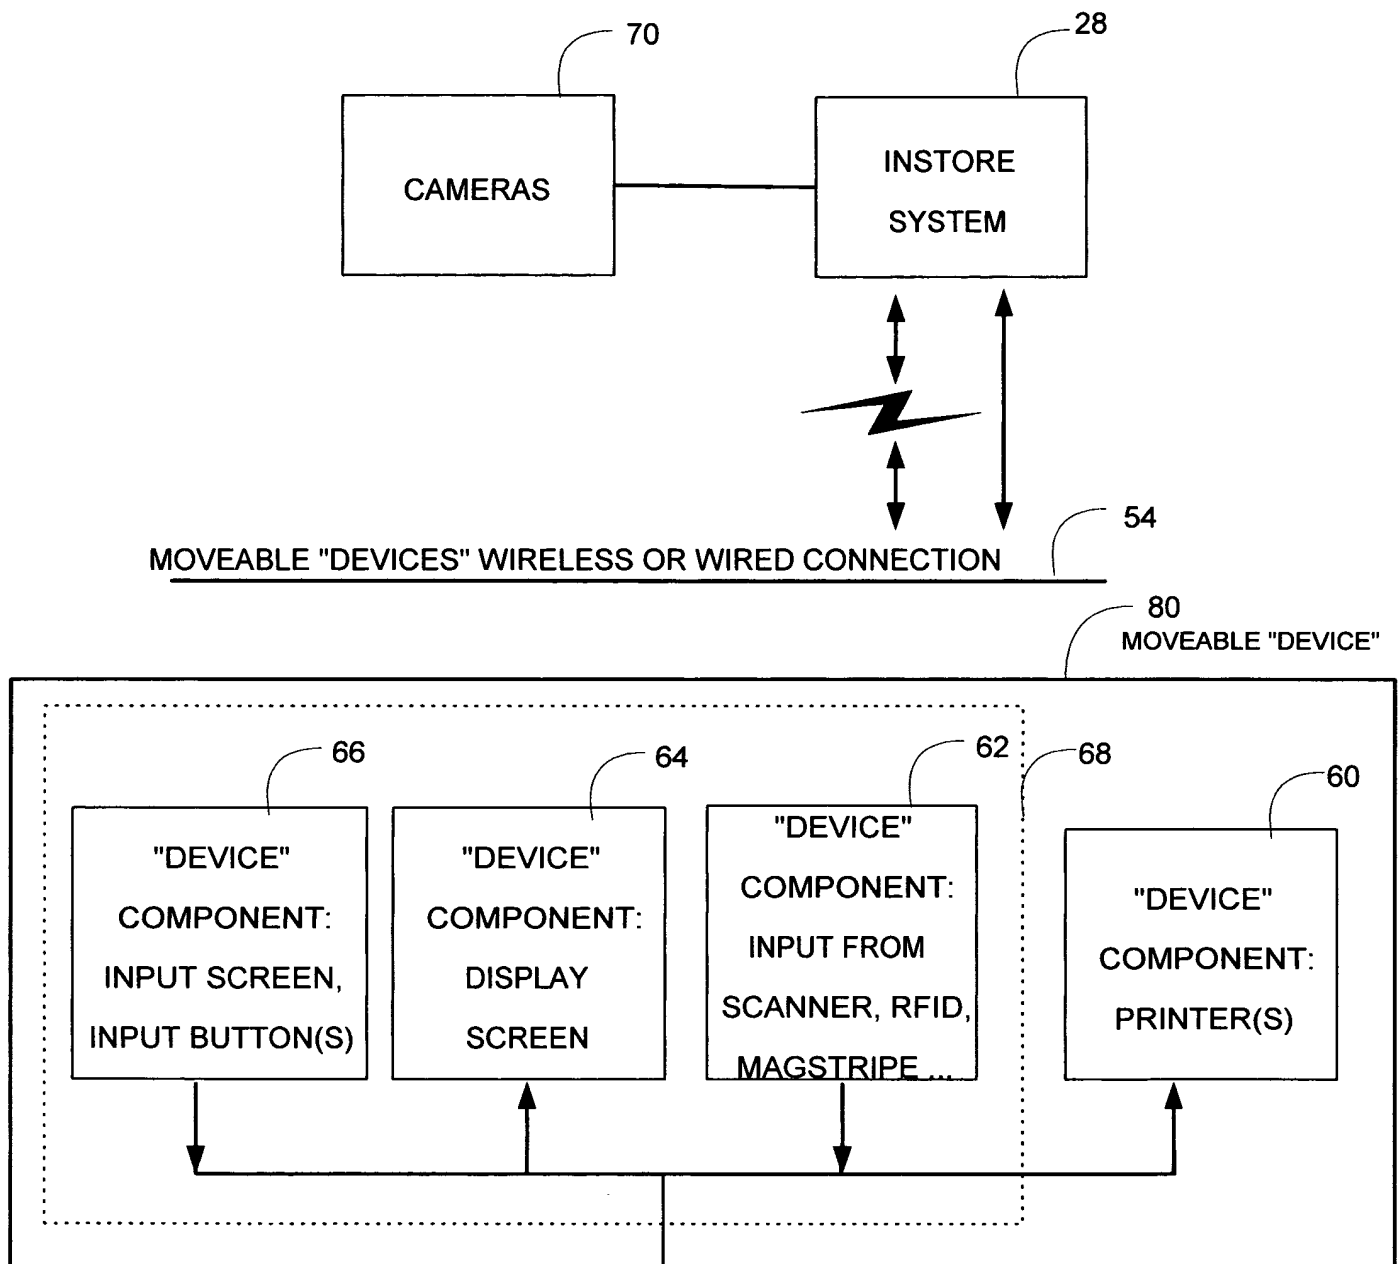 70
28
CAMERAS
INSTORE
SYSTEM
54
MOVEABLE "DEVICES" WIRELESS OR WIRED CONNECTION
80
MOVEABLE "DEVICE"
66
64
62
68
60
"DEVICE"
COMPONENT:
INPUT SCREEN,
INPUT BUTTON(S)
"DEVICE"
COMPONENT:
DISPLAY
SCREEN
"DEVICE"
COMPONENT:
INPUT FROM
SCANNER, RFID,
MAGSTRIPE ...
"DEVICE"
COMPONENT:
PRINTER(S)